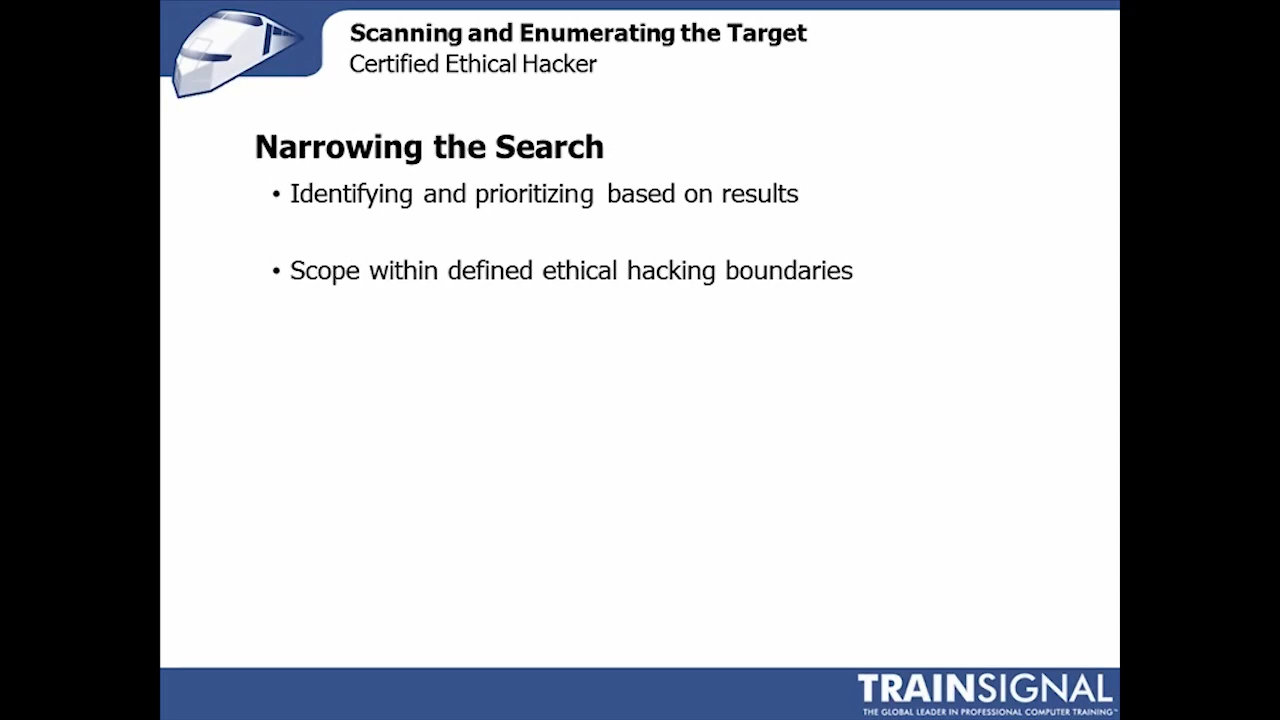 Scanning and Enumerating the Target
Certified Ethical Hacker
Narrowing the Search
• Identifying and prioritizing based on results
• Scope within defined ethical hacking boundaries
TRAINSIGNAL
THE GLOBAL LEADER IN PROFESSIONAL COMPUTER TRAINING™